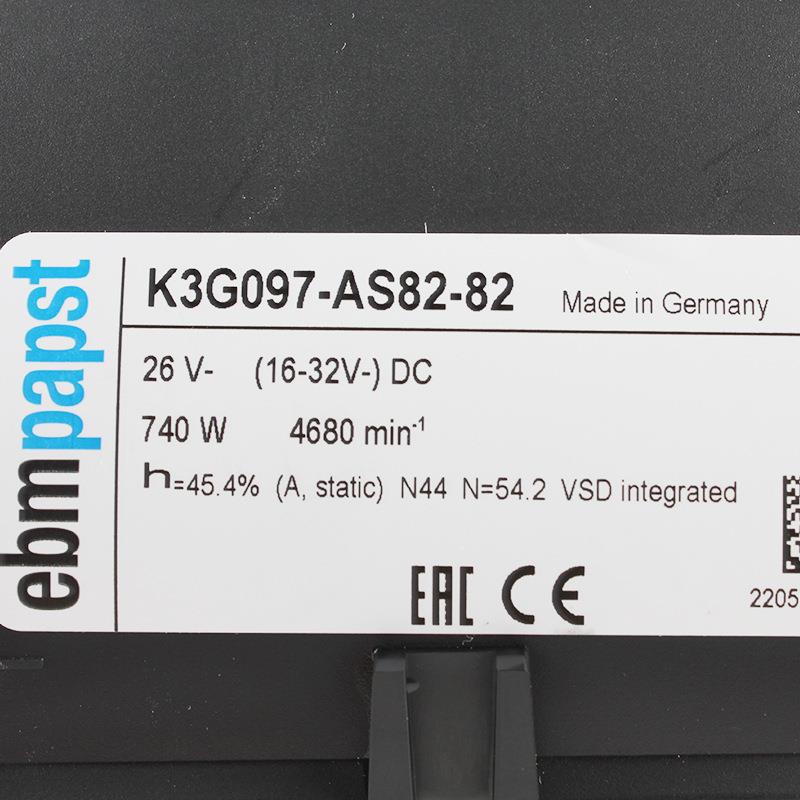 ebmpapst
K3G097-AS82-82 Made in Germany
26 V- (16-32V-) DC
740 W 4680 min-1
h=45.4% (A, static) N44 N=54.2 VSD integrated
EAC CE
2205